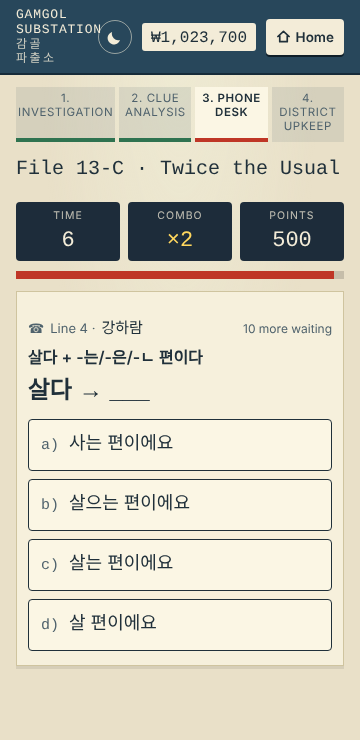 GAMGOL
SUBSTATION
감골
파출소
₩1,023,700
Home
1.
INVESTIGATION
2. CLUE
ANALYSIS
3. PHONE
DESK
4.
DISTRICT
UPKEEP
File 13-C · Twice the Usual
TIME
6
COMBO
×2
POINTS
500
☎ Line 4 · 강하람
10 more waiting
살다 + -는/-은/-ㄴ 편이다
살다 → ____
a) 사는 편이에요
b) 살으는 편이에요
c) 살는 편이에요
d) 살 편이에요